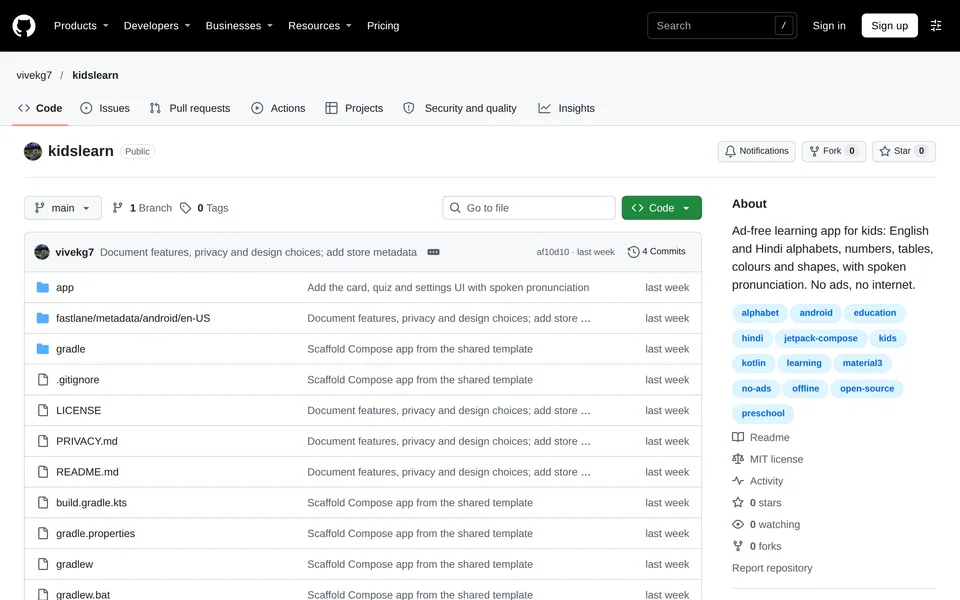 Products Developers Businesses Resources Pricing Search / Sign in Sign up
vivekg7 / kidslearn
Code Issues Pull requests Actions Projects Security and quality Insights
kidslearn Public Notifications Fork 0 Star 0
main 1 Branch 0 Tags Go to file Code
vivekg7 Document features, privacy and design choices; add store metadata af10d10 · last week 4 Commits
app Add the card, quiz and settings UI with spoken pronunciation last week
fastlane/metadata/android/en-US Document features, privacy and design choices; add store … last week
gradle Scaffold Compose app from the shared template last week
.gitignore Scaffold Compose app from the shared template last week
LICENSE Document features, privacy and design choices; add store … last week
PRIVACY.md Document features, privacy and design choices; add store … last week
README.md Document features, privacy and design choices; add store … last week
build.gradle.kts Scaffold Compose app from the shared template last week
gradle.properties Scaffold Compose app from the shared template last week
gradlew Scaffold Compose app from the shared template last week
gradlew.bat Scaffold Compose app from the shared template last week
About
Ad-free learning app for kids: English
and Hindi alphabets, numbers, tables,
colours and shapes, with spoken
pronunciation. No ads, no internet.
alphabet android education
hindi jetpack-compose kids
kotlin learning material3
no-ads offline open-source
preschool
Readme
MIT license
Activity
0 stars
0 watching
0 forks
Report repository